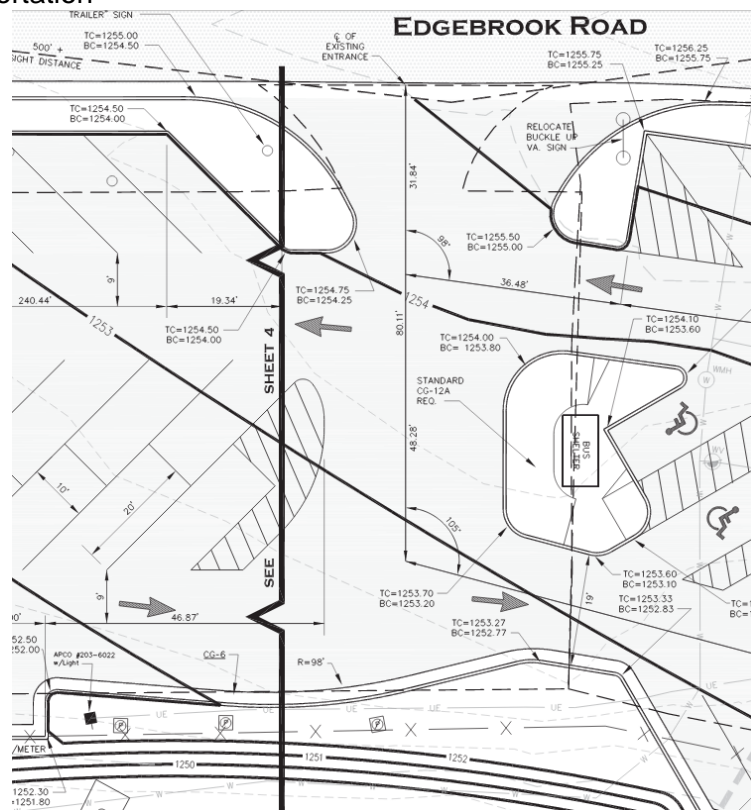 ortation
TRAILER" SIGN
EDGEBROOK ROAD
TC=1255.00
BC=1254.50
500' +
SIGHT DISTANCE
℄ OF
EXISTING
ENTRANCE
TC=1255.75
BC=1255.25
TC=1256.25
BC=1255.75
TC=1254.50
BC=1254.00
RELOCATE
BUCKLE UP
VA. SIGN
31.84'
98°
TC=1255.50
BC=1255.00
W
9'
36.48'
240.44'
19.34'
TC=1254.75
BC=1254.25
1254
1253
TC=1254.50
BC=1254.00
80.11'
TC=1254.10
BC=1253.60
TC=1254.00
BC= 1253.80
SEE SHEET 4
STANDARD
CG-12A
REQ.
WMH
W
BUS
SHELTER
48.28'
WV
10'
20'
105°
9'
TC=1253.60
BC=1253.10
TC=1253.70
BC=1253.20
TC=1253.33
BC=1252.83
19'
46.87'
TC=1253.27
BC=1252.77
252.50
252.00
APCO #203-6022
w/Light
CG-6
R=98'
UE
UE
UE
UE
P
P
P
/METER
1250
1251
1252
1252.30
1251.80
W
W
W